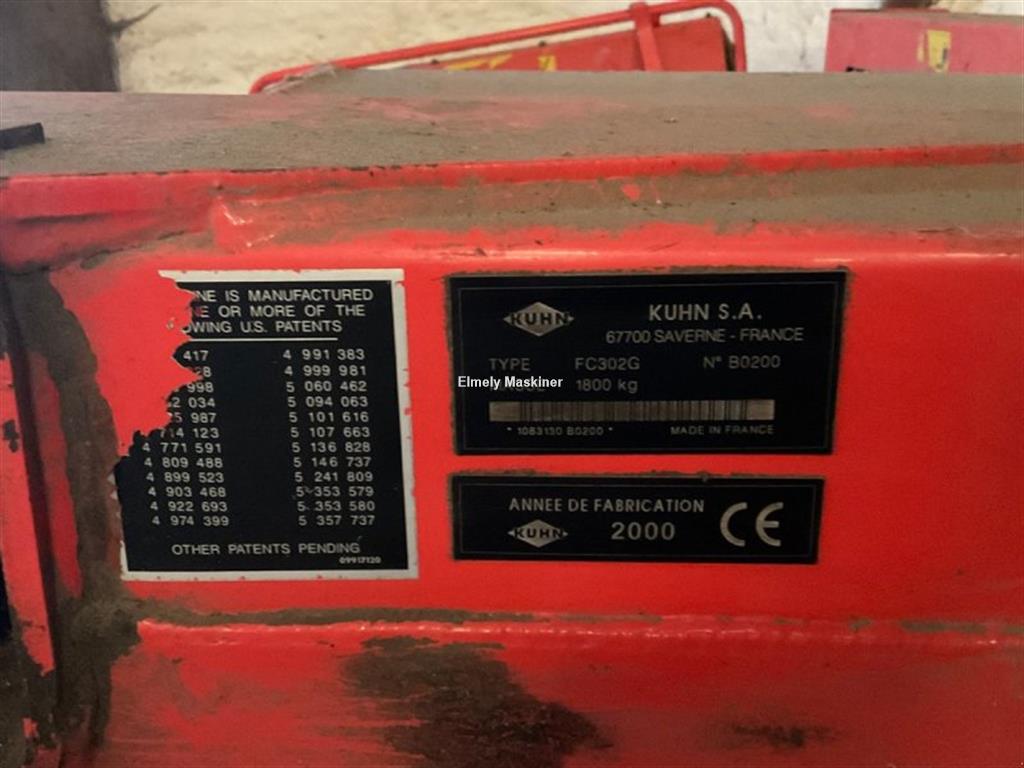 IS MANUFACTURED
OR MORE OF THE
U.S. PATENTS
417 4 991 383
4 999 981
998 5 060 462
034 5 094 063
987 5 101 616
123 5 107 663
4 771 591 5 136 828
4 809 488 5 146 737
4 899 523 5 241 809
4 903 468 5 353 579
4 922 693 5 353 580
4 974 399 5 357 737
OTHER PATENTS PENDING
09917120
KUHN
KUHN S.A.
67700 SAVERNE - FRANCE
TYPE FC302G N° B0200
Elmely Maskiner
1800 kg
* 1083130 B0200 * MADE IN FRANCE
ANNEE DE FABRICATION
KUHN 2000 CE